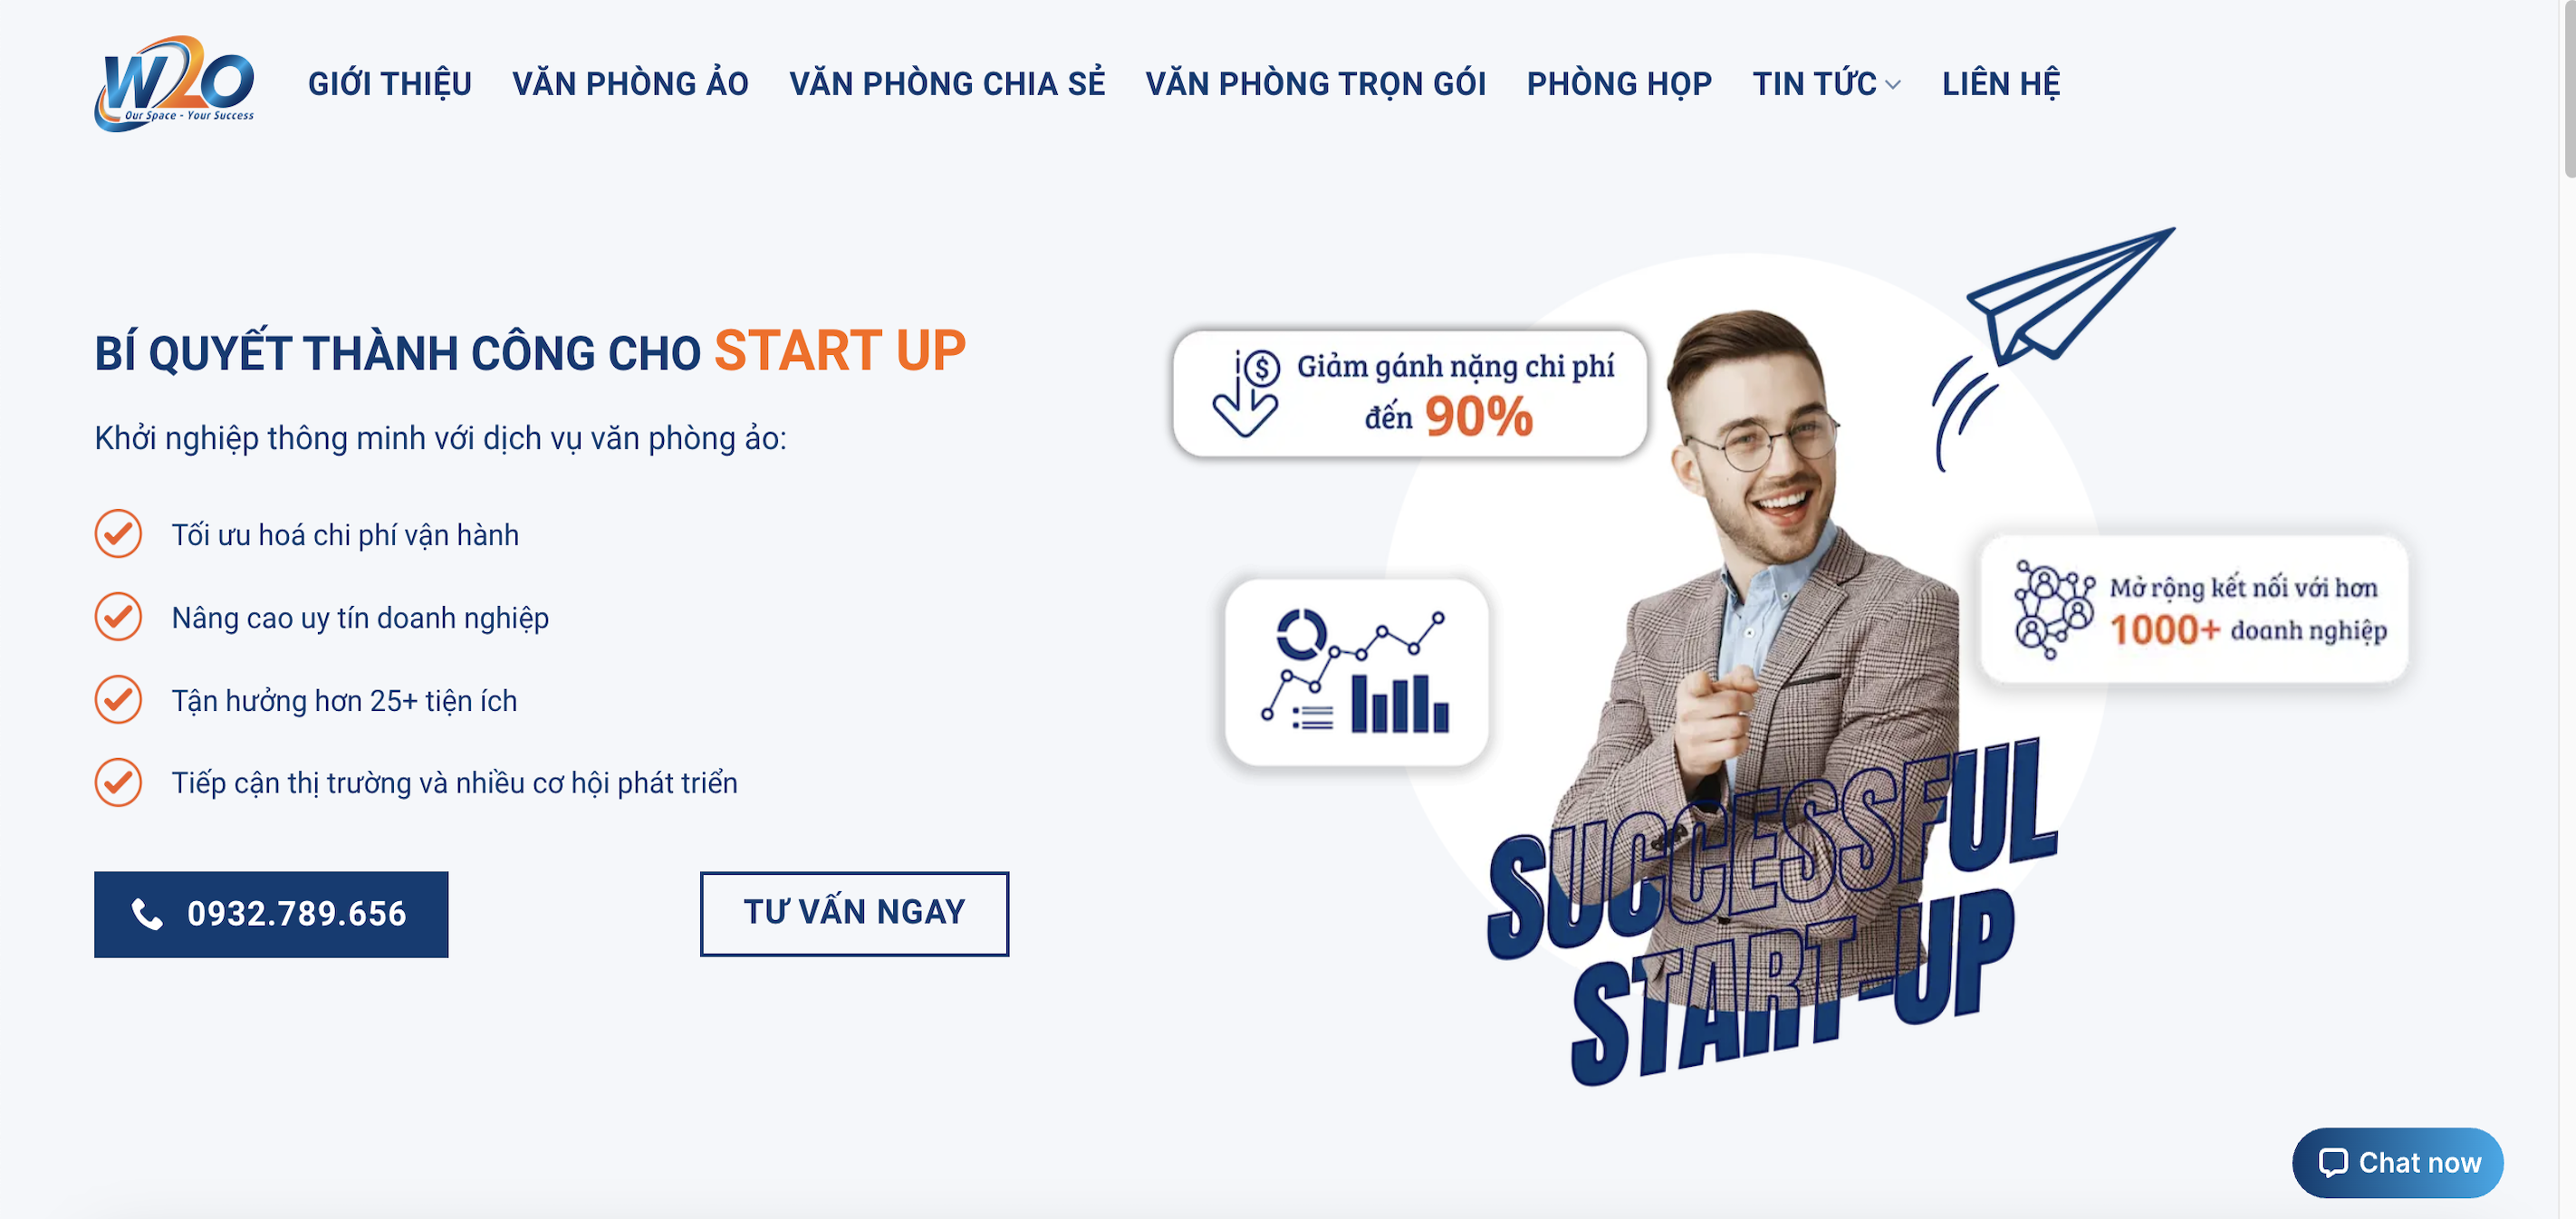 W2O
Our Space - Your Success
GIỚI THIỆU
VĂN PHÒNG ẢO
VĂN PHÒNG CHIA SẺ
VĂN PHÒNG TRỌN GÓI
PHÒNG HỌP
TIN TỨC
LIÊN HỆ
BÍ QUYẾT THÀNH CÔNG CHO START UP
Khởi nghiệp thông minh với dịch vụ văn phòng ảo:
Tối ưu hoá chi phí vận hành
Nâng cao uy tín doanh nghiệp
Tận hưởng hơn 25+ tiện ích
Tiếp cận thị trường và nhiều cơ hội phát triển
0932.789.656
TƯ VẤN NGAY
Giảm gánh nặng chi phí
đến 90%
Mở rộng kết nối với hơn
1000+ doanh nghiệp
SUCCESSFUL
START-UP
Chat now